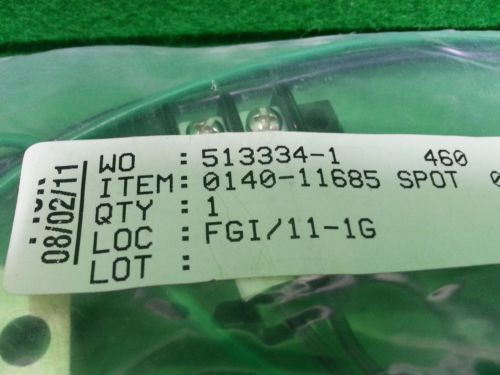 WO : 513334-1 460
ITEM: 0140-11685 SPOT
QTY : 1
LOC : FGI/11-1G
LOT :
08/02/11